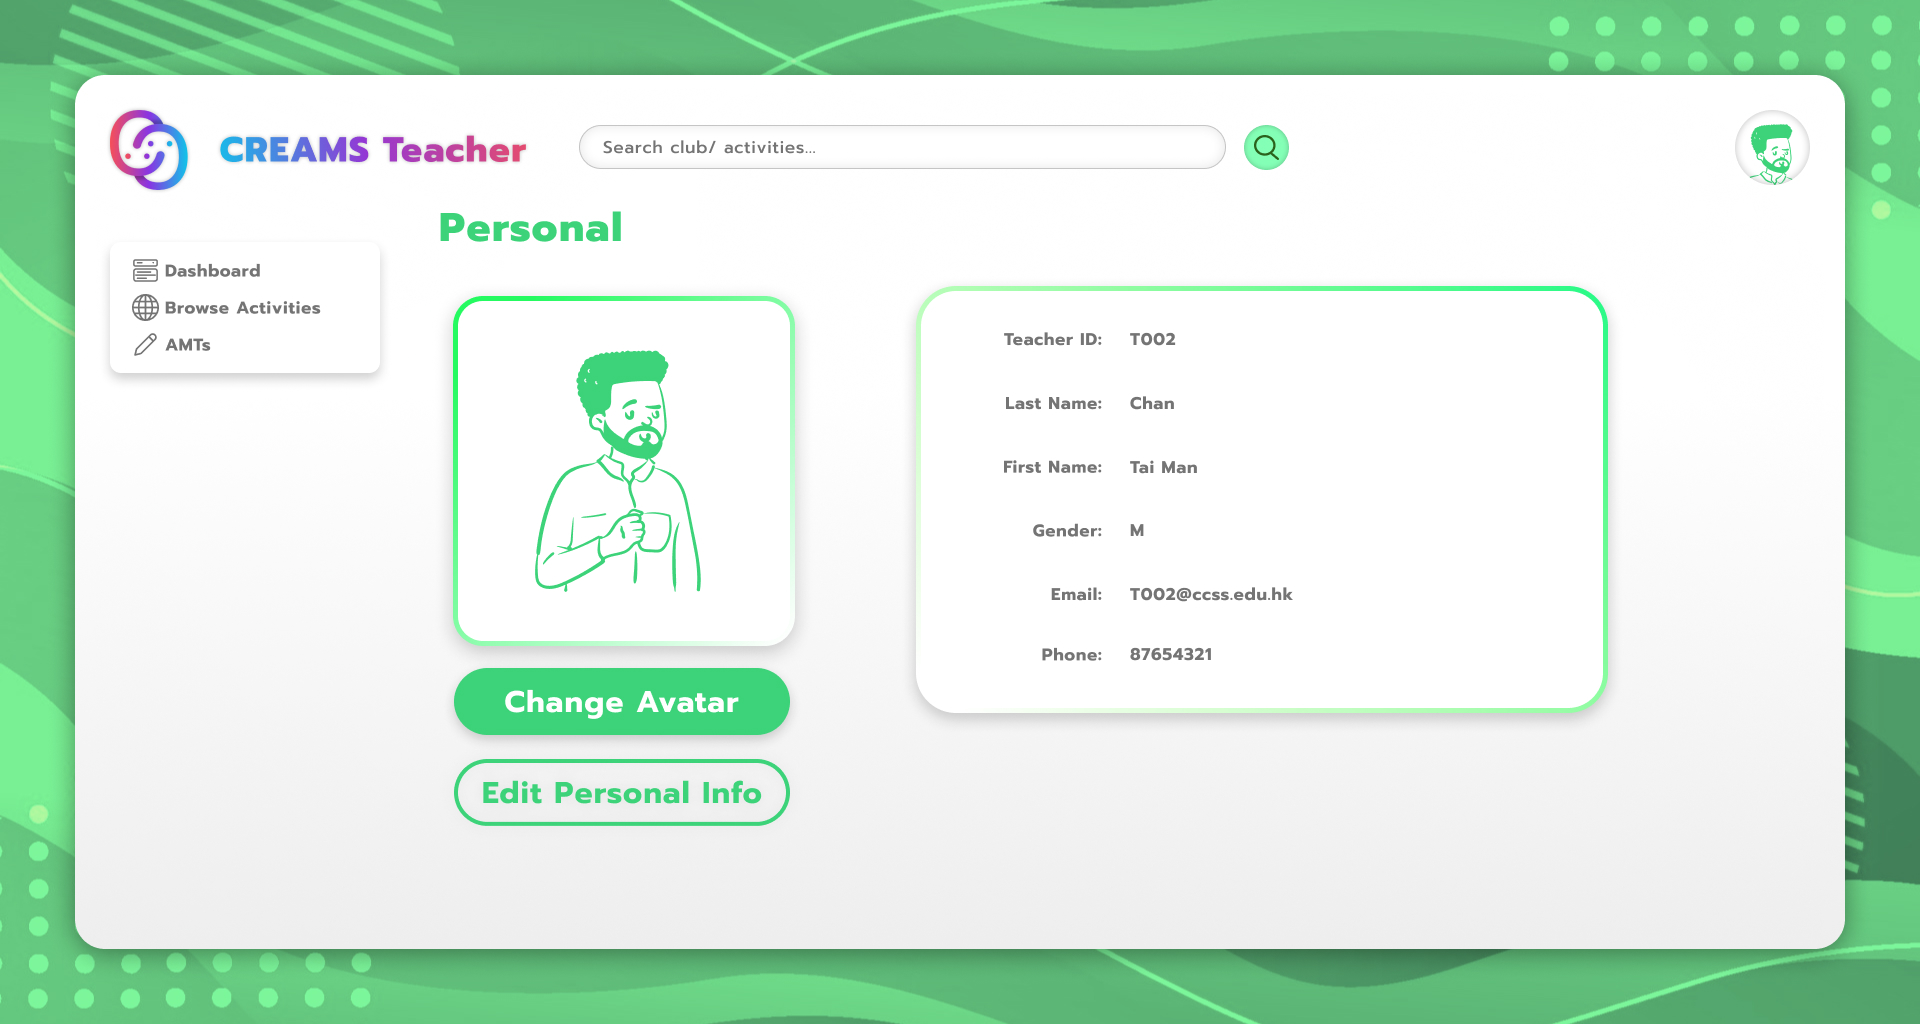 CREAMS Teacher
Search club/ activities...
Personal
Dashboard
Browse Activities
AMTs
Teacher ID: T002
Last Name: Chan
First Name: Tai Man
Gender: M
Email: T002@ccss.edu.hk
Phone: 87654321
Change Avatar
Edit Personal Info